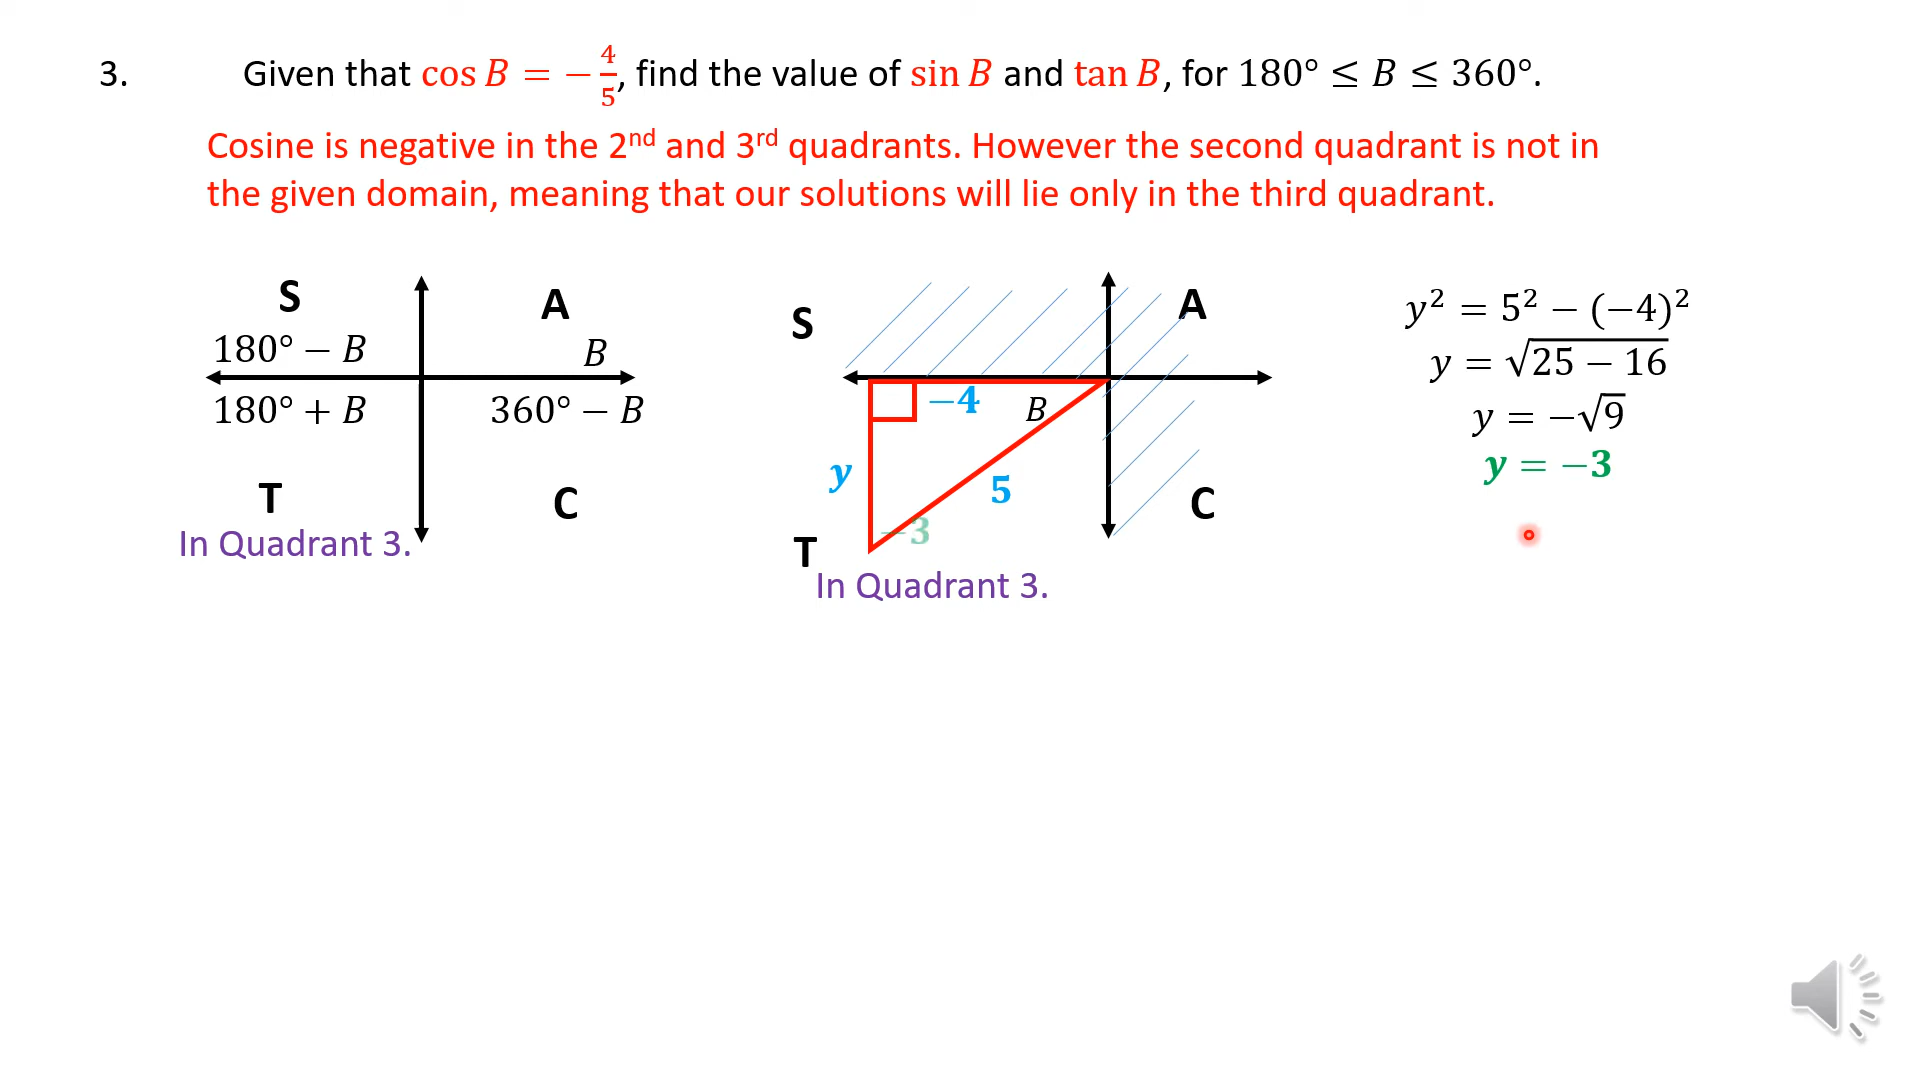 3. Given that cos B = −4/5, find the value of sin B and tan B, for 180° ≤ B ≤ 360°.
Cosine is negative in the 2nd and 3rd quadrants. However the second quadrant is not in
the given domain, meaning that our solutions will lie only in the third quadrant.
S
A
180° − B
B
180° + B
360° − B
T
C
In Quadrant 3.
S
A
−4
B
y
5
−3
T
C
In Quadrant 3.
y² = 5² − (−4)²
y = √25 − 16
y = −√9
y = −3